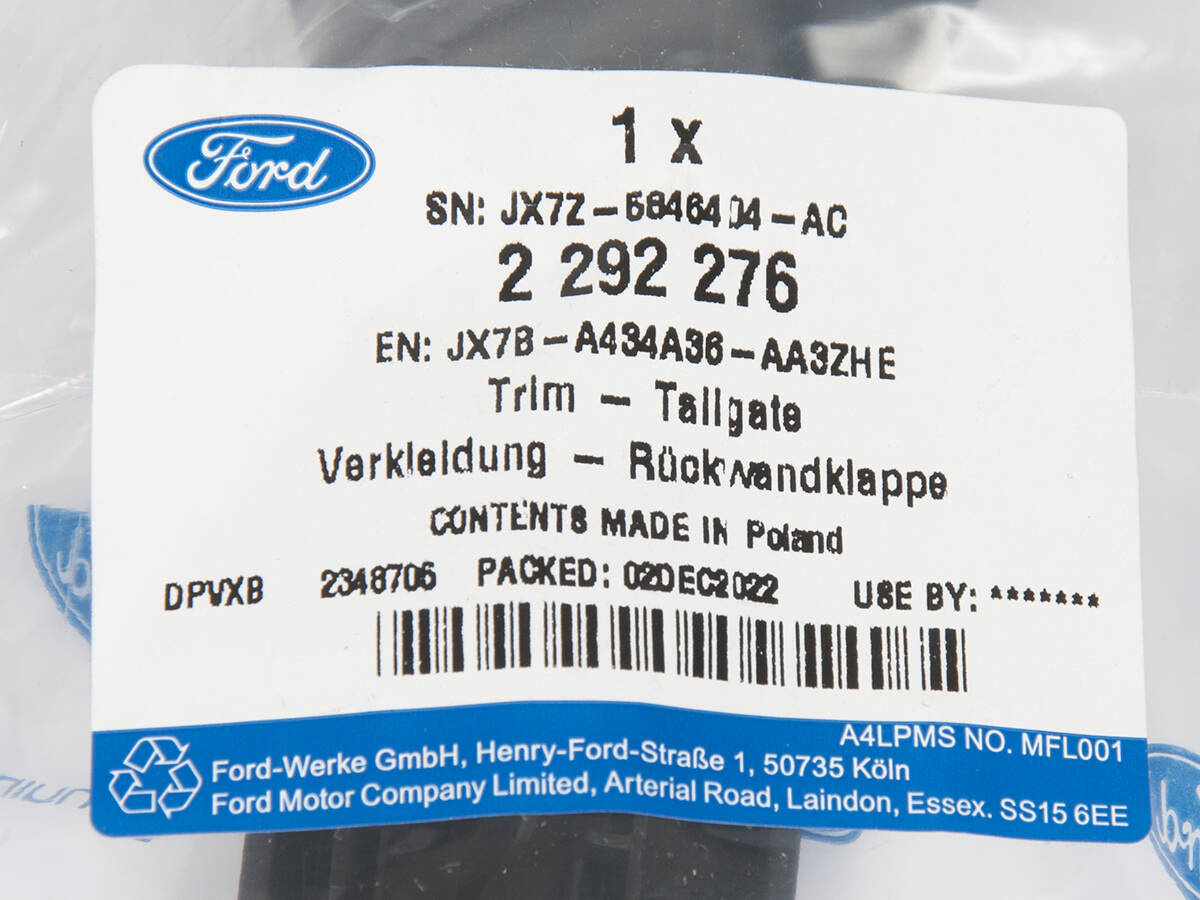 Ford
1 x
SN: JX7Z-5846404-AC
2 292 276
EN: JX7B-A434A36-AA3ZHE
Trim - Tailgate
Verkleidung - Rückwandklappe
CONTENTS MADE IN Poland
DPVXB 2348706 PACKED: 02DEC2022 USE BY: *******
A4LPMS NO. MFL001
Ford-Werke GmbH, Henry-Ford-Straße 1, 50735 Köln
Ford Motor Company Limited, Arterial Road, Laindon, Essex. SS15 6EE